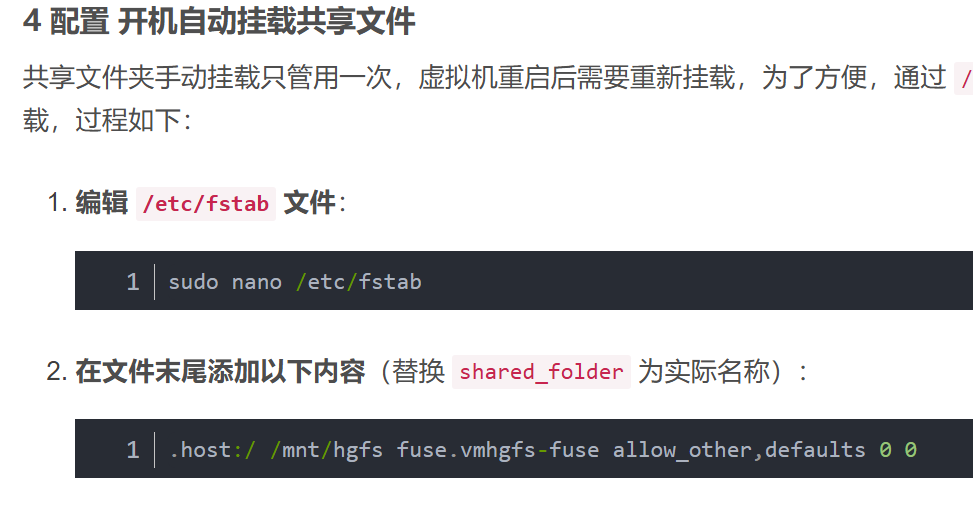 4 配置 开机自动挂载共享文件
共享文件夹手动挂载只管用一次，虚拟机重启后需要重新挂载，为了方便，通过 /
载，过程如下：
1. 编辑 /etc/fstab 文件：
1 sudo nano /etc/fstab
2. 在文件末尾添加以下内容（替换 shared_folder 为实际名称）：
1 .host:/ /mnt/hgfs fuse.vmhgfs-fuse allow_other,defaults 0 0